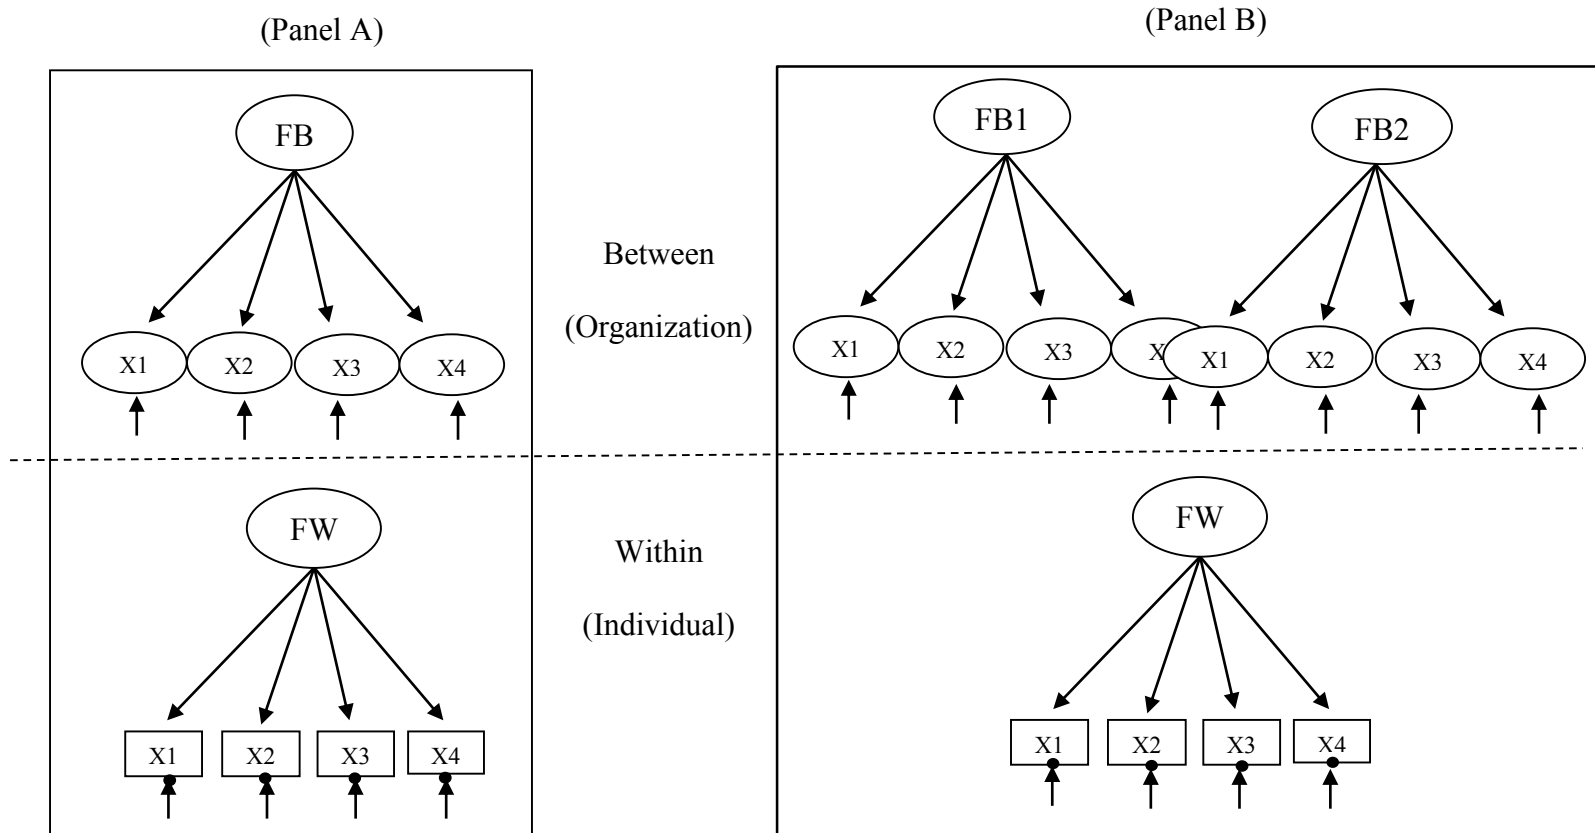 (Panel A)
(Panel B)
FB
FB1
FB2
Between
(Organization)
X1 X2 X3 X4
X1 X2 X3 X X1 X2 X3 X4
FW
FW
Within
(Individual)
X1 X2 X3 X4
X1 X2 X3 X4